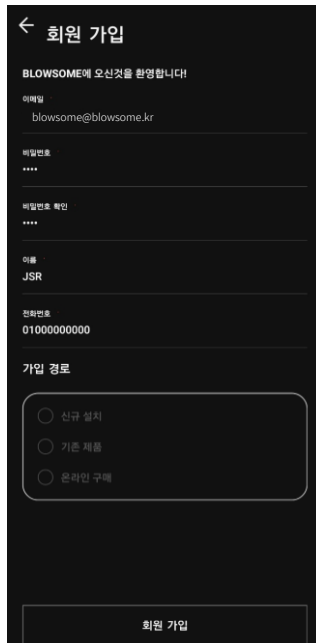 회원 가입
BLOWSOME에 오신것을 환영합니다!
이메일
blowsome@blowsome.kr
비밀번호
••••
비밀번호 확인
••••
이름
JSR
전화번호
01000000000
가입 경로
신규 설치
기존 제품
온라인 구매
회원 가입